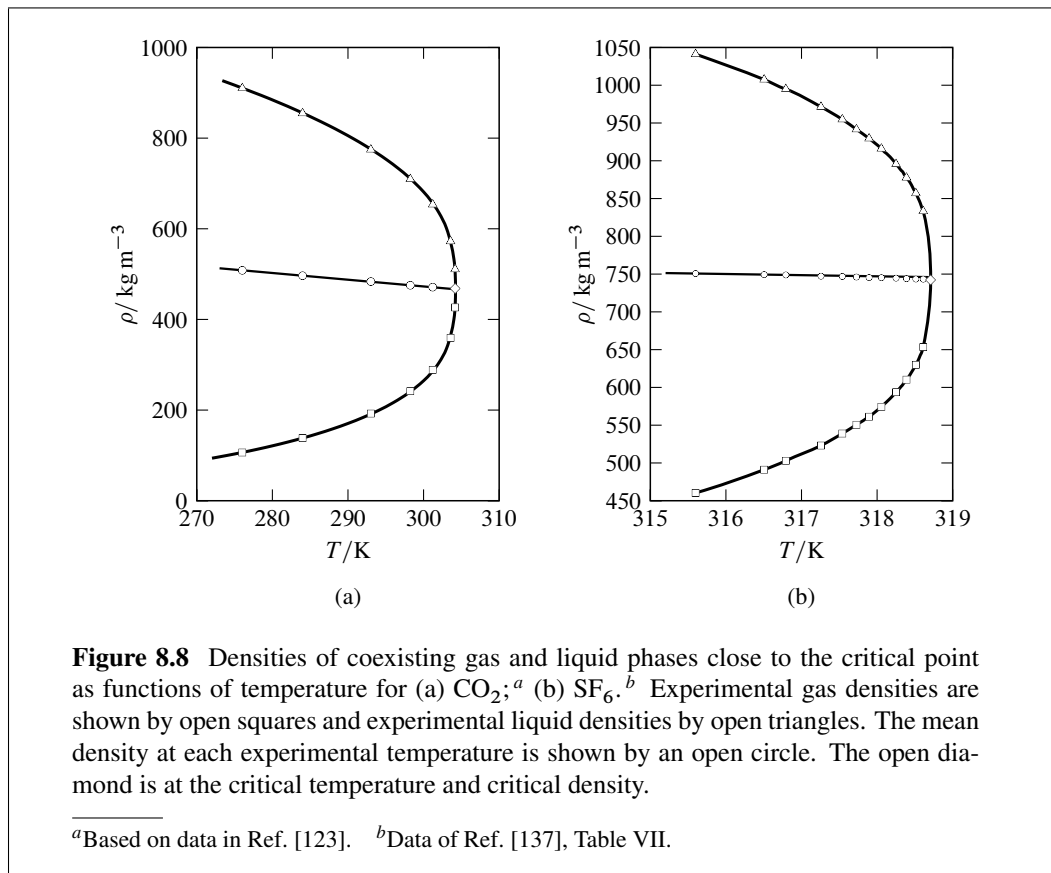 1000
800
600
400
200
0
270
280
290
300
310
ρ/ kg m−3
T/K
(a)
1050
1000
950
900
850
800
750
700
650
600
550
500
450
315
316
317
318
319
ρ/ kg m−3
T/K
(b)
Figure 8.8 Densities of coexisting gas and liquid phases close to the critical point
as functions of temperature for (a) CO2;a (b) SF6.b Experimental gas densities are
shown by open squares and experimental liquid densities by open triangles. The mean
density at each experimental temperature is shown by an open circle. The open dia-
mond is at the critical temperature and critical density.
aBased on data in Ref. [123]. bData of Ref. [137], Table VII.